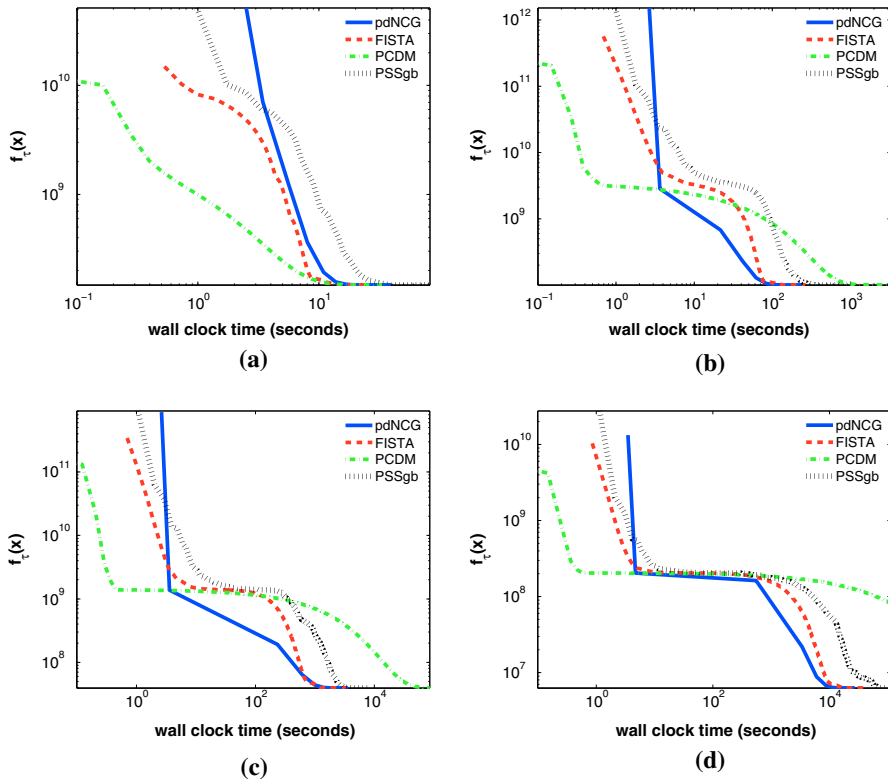 pdNCG
FISTA
PCDM
PSSgb
10^10
10^9
f_τ(x)
10^-1
10^0
10^1
wall clock time (seconds)
(a)
pdNCG
FISTA
PCDM
PSSgb
10^12
10^11
10^10
10^9
f_τ(x)
10^-1
10^0
10^1
10^2
10^3
wall clock time (seconds)
(b)
pdNCG
FISTA
PCDM
PSSgb
10^11
10^10
10^9
10^8
f_τ(x)
10^0
10^2
10^4
wall clock time (seconds)
(c)
pdNCG
FISTA
PCDM
PSSgb
10^10
10^9
10^8
10^7
f_τ(x)
10^0
10^2
10^4
wall clock time (seconds)
(d)